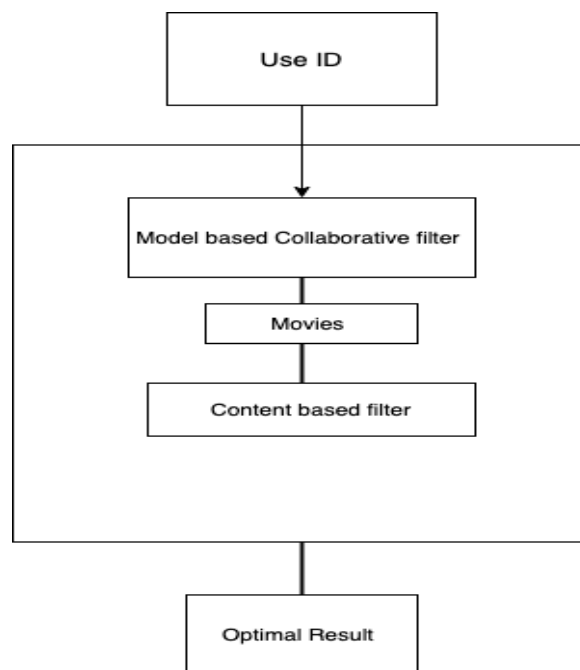 Use ID
Model based Collaborative filter
Movies
Content based filter
Optimal Result